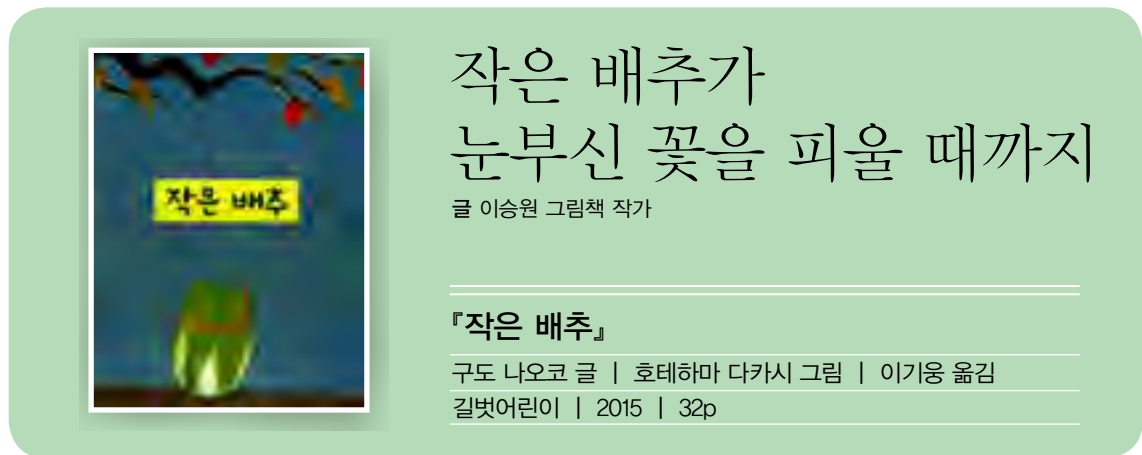 작은 배추
작은 배추가
눈부신 꽃을 피울 때까지
글 이승원 그림책 작가
『작은 배추』
구도 나오코 글 | 호테하마 다카시 그림 | 이기웅 옮김
길벗어린이 | 2015 | 32p